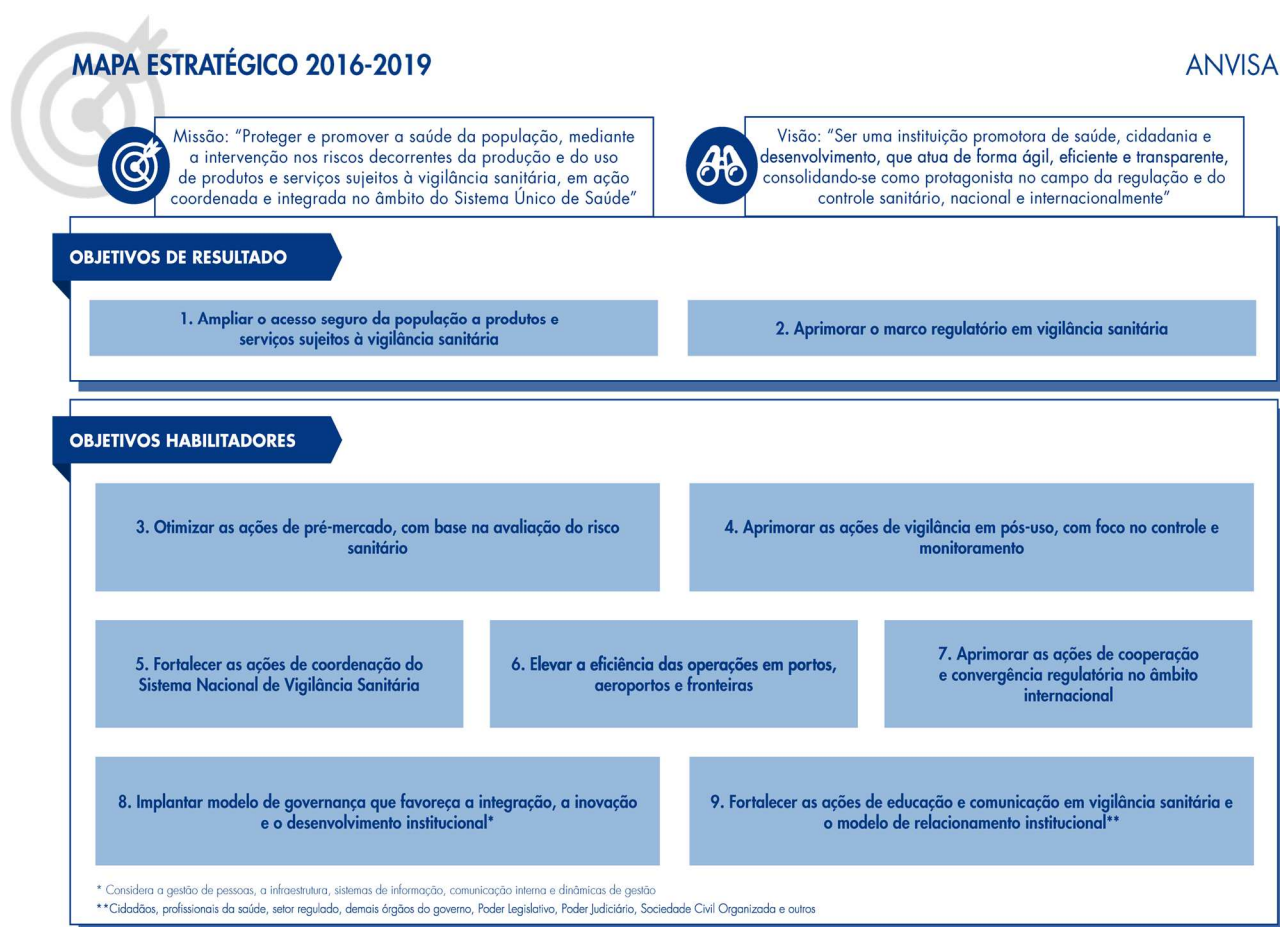 MAPA ESTRATÉGICO 2016-2019
ANVISA
Missão: “Proteger e promover a saúde da população, mediante
a intervenção nos riscos decorrentes da produção e do uso
de produtos e serviços sujeitos à vigilância sanitária, em ação
coordenada e integrada no âmbito do Sistema Único de Saúde”
Visão: “Ser uma instituição promotora de saúde, cidadania e
desenvolvimento, que atua de forma ágil, eficiente e transparente,
consolidando-se como protagonista no campo da regulação e do
controle sanitário, nacional e internacionalmente”
OBJETIVOS DE RESULTADO
1. Ampliar o acesso seguro da população a produtos e
serviços sujeitos à vigilância sanitária
2. Aprimorar o marco regulatório em vigilância sanitária
OBJETIVOS HABILITADORES
3. Otimizar as ações de pré-mercado, com base na avaliação do risco
sanitário
4. Aprimorar as ações de vigilância em pós-uso, com foco no controle e
monitoramento
5. Fortalecer as ações de coordenação do
Sistema Nacional de Vigilância Sanitária
6. Elevar a eficiência das operações em portos,
aeroportos e fronteiras
7. Aprimorar as ações de cooperação
e convergência regulatória no âmbito
internacional
8. Implantar modelo de governança que favoreça a integração, a inovação
e o desenvolvimento institucional*
9. Fortalecer as ações de educação e comunicação em vigilância sanitária e
o modelo de relacionamento institucional**
* Considera a gestão de pessoas, a infraestrutura, sistemas de informação, comunicação interna e dinâmicas de gestão
**Cidadãos, profissionais da saúde, setor regulado, demais órgãos do governo, Poder Legislativo, Poder Judiciário, Sociedade Civil Organizada e outros